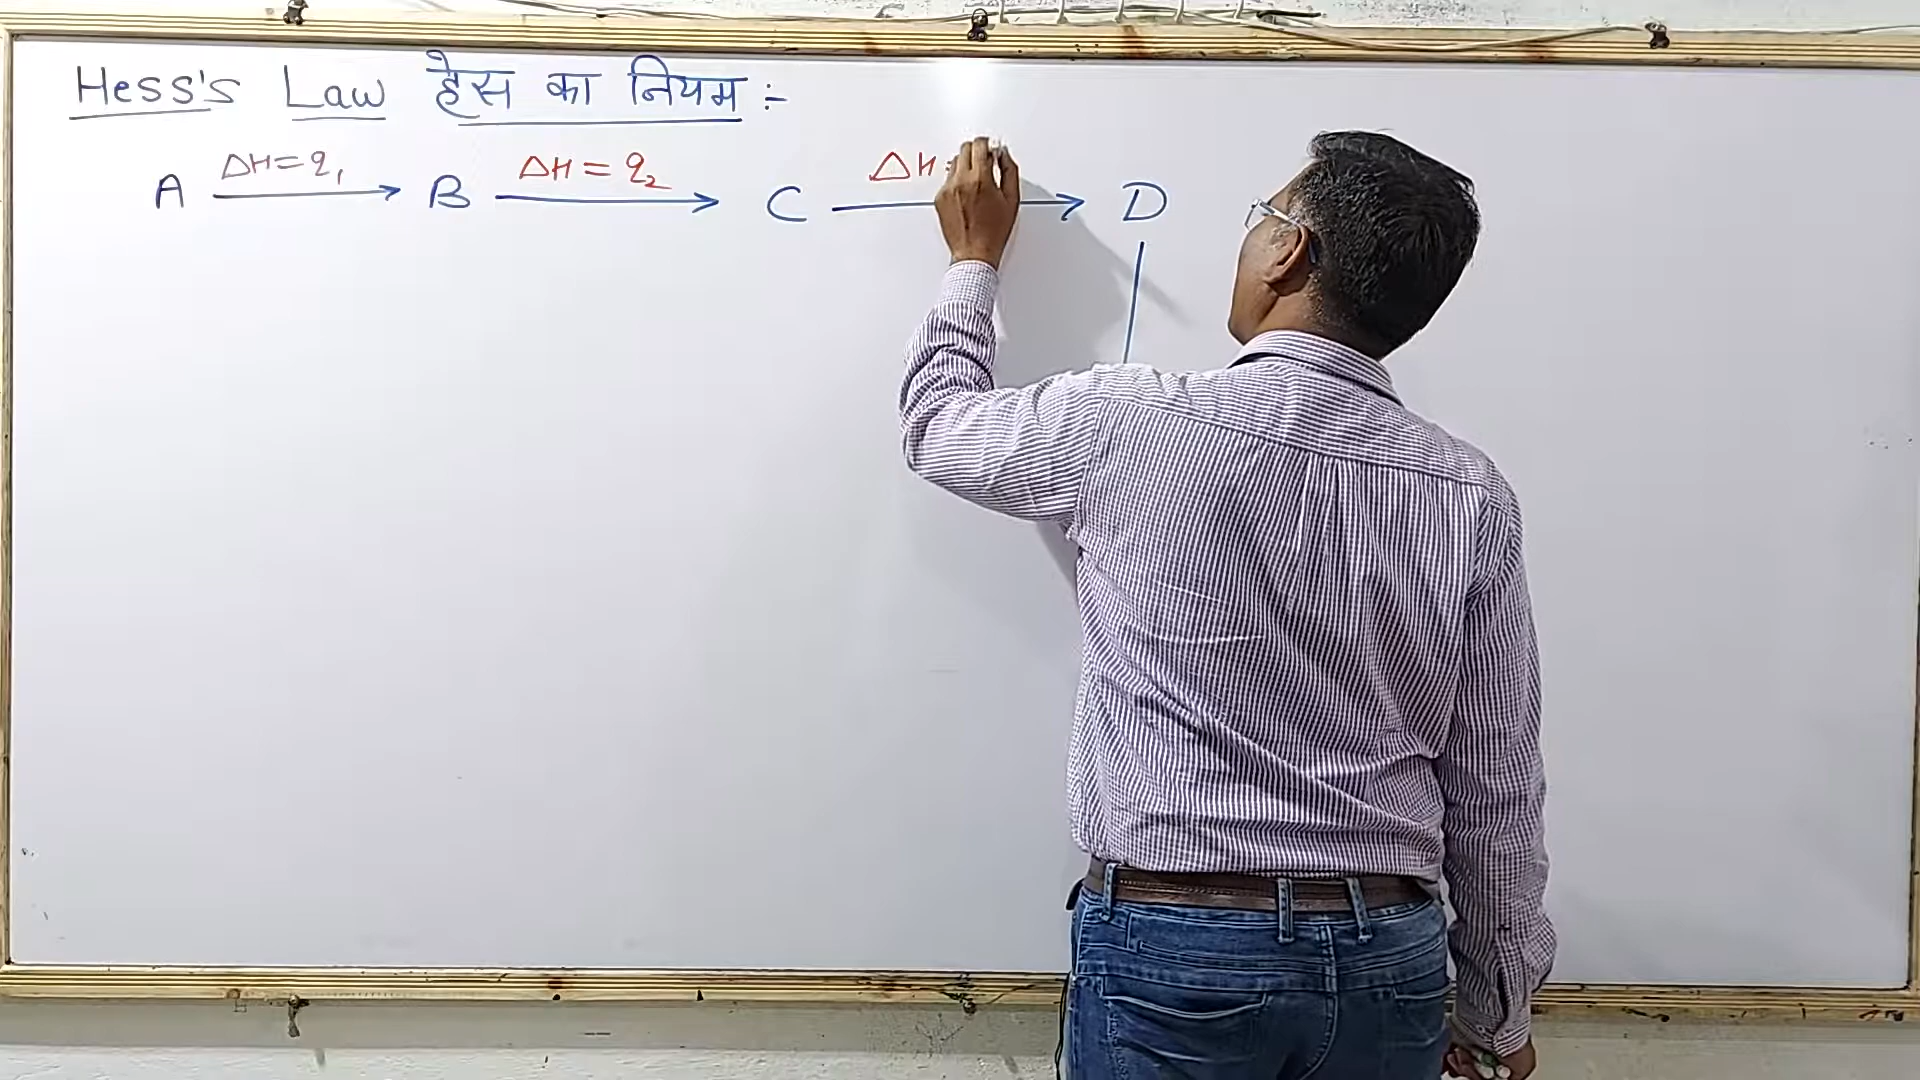 Hess's Law हेस का नियम :-
ΔH = q₁ ΔH = q₂ ΔH =
A → B → C → D